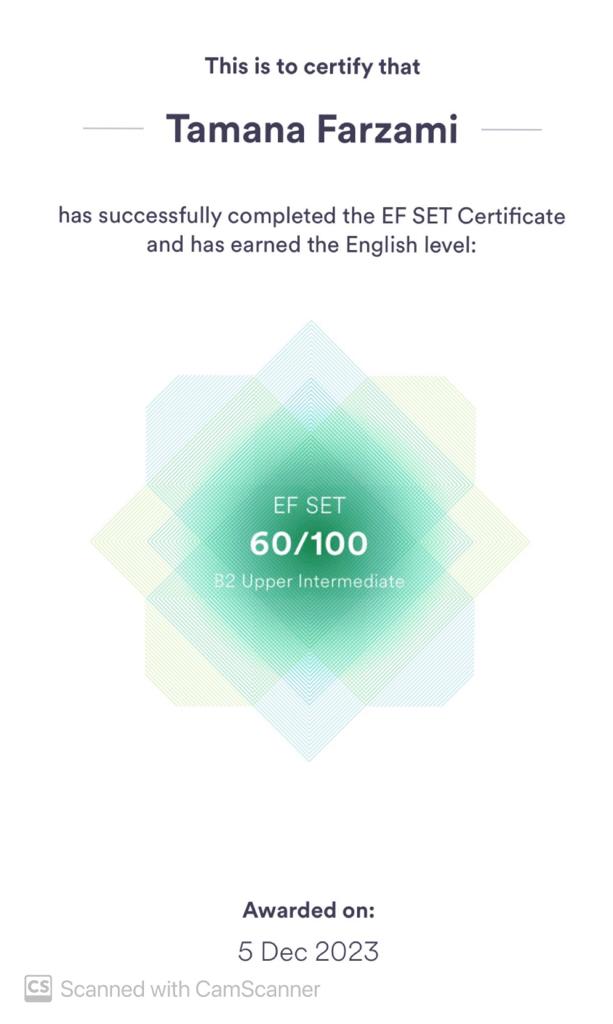 This is to certify that
Tamana Farzami
has successfully completed the EF SET Certificate
and has earned the English level:
EF SET
60/100
B2 Upper Intermediate
Awarded on:
5 Dec 2023
CS Scanned with CamScanner